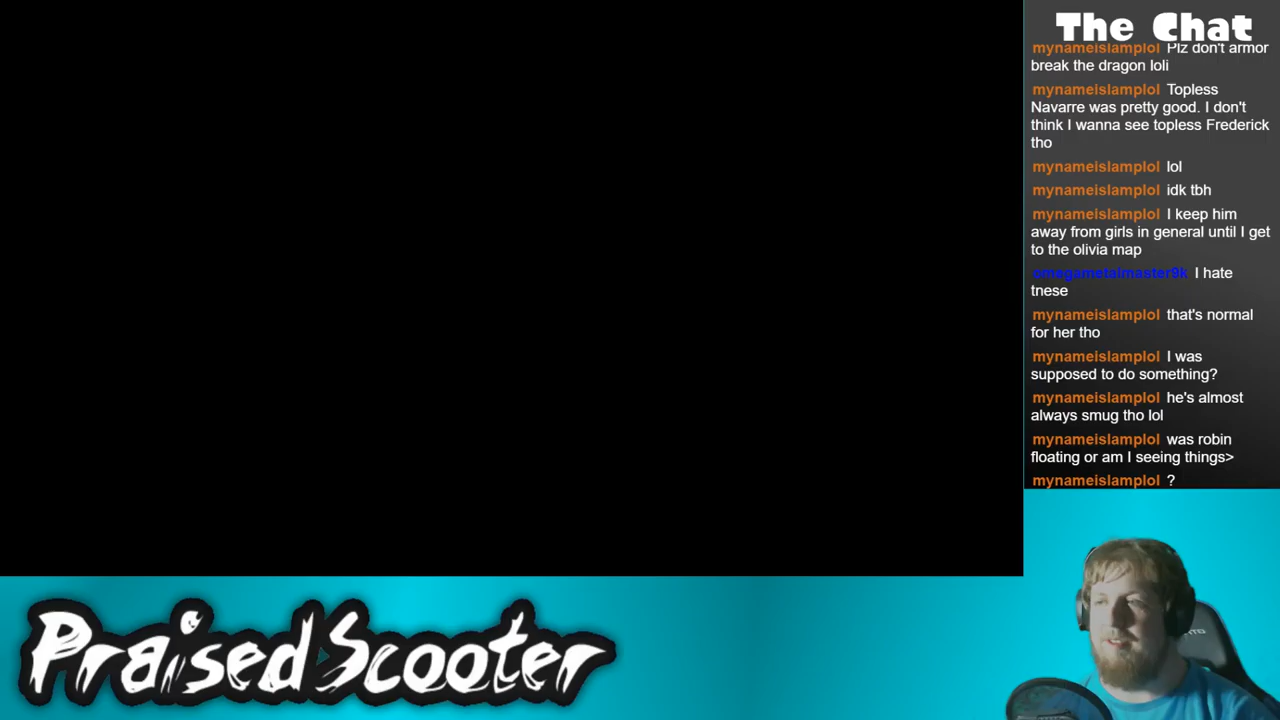 The Chat
mynameislamplol Plz don't armor
break the dragon loli
mynameislamplol Topless
Navarre was pretty good. I don't
think I wanna see topless Frederick
tho
mynameislamplol lol
mynameislamplol idk tbh
mynameislamplol I keep him
away from girls in general until I get
to the olivia map
omagametalmaster9k I hate
tnese
mynameislamplol that's normal
for her tho
mynameislamplol I was
supposed to do something?
mynameislamplol he's almost
always smug tho lol
mynameislamplol was robin
floating or am I seeing things>
mynameislamplol ?
PraisedScooter